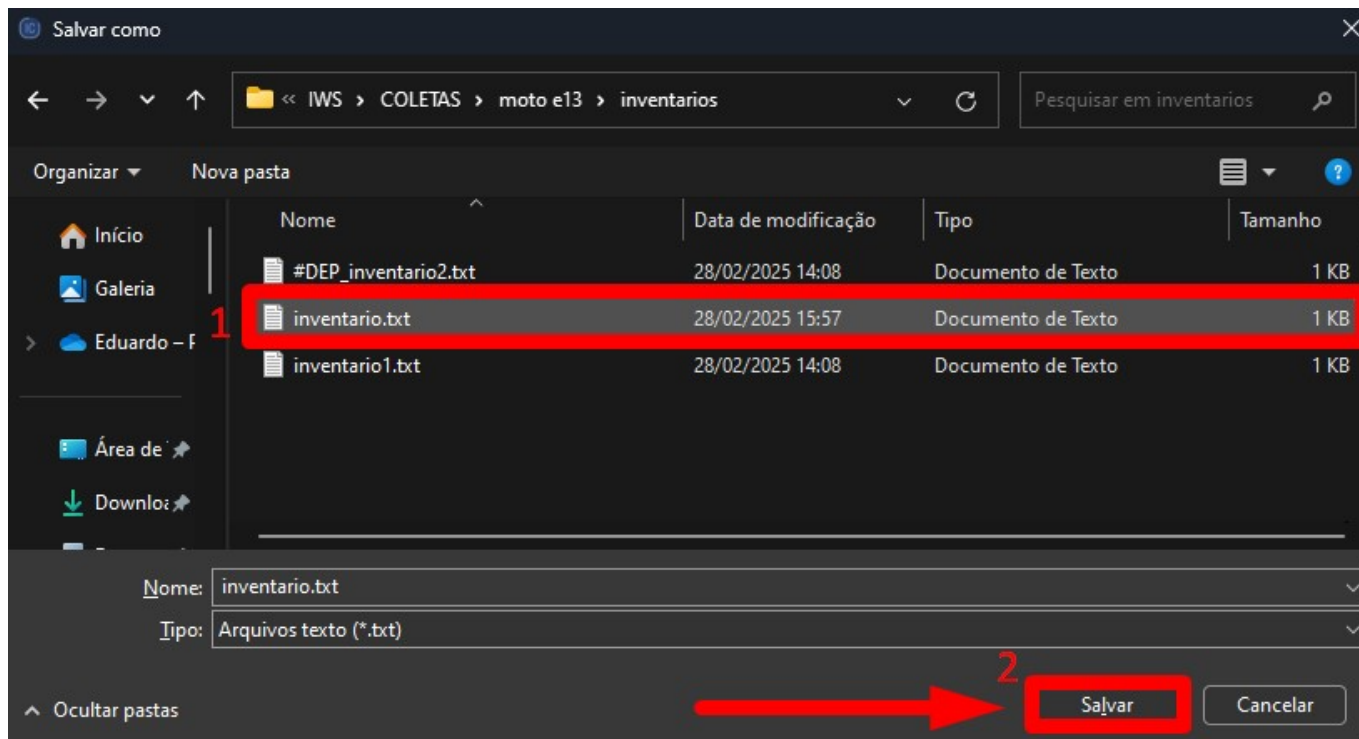 Salvar como
« IWS > COLETAS > moto e13 > inventarios
Pesquisar em inventarios
Organizar Nova pasta
Nome Data de modificação Tipo Tamanho
Início
Galeria
Eduardo – P
Área de
Downloa
#DEP_inventario2.txt 28/02/2025 14:08 Documento de Texto 1 KB
1 inventario.txt 28/02/2025 15:57 Documento de Texto 1 KB
inventario1.txt 28/02/2025 14:08 Documento de Texto 1 KB
Nome: inventario.txt
Tipo: Arquivos texto (*.txt)
2
Ocultar pastas Salvar Cancelar